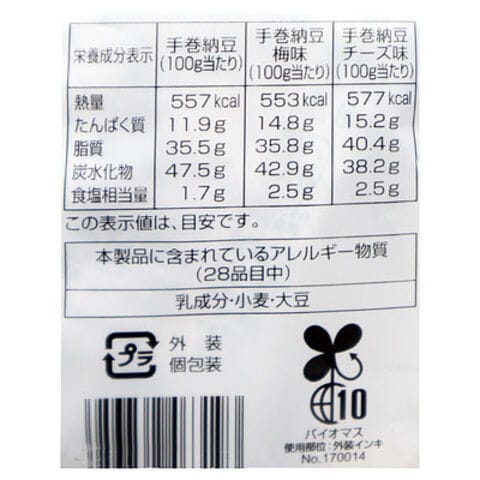 栄養成分表示 手巻納豆 (100g当たり) 手巻納豆 梅味 (100g当たり) 手巻納豆 チーズ味 (100g当たり)
熱量 557kcal 553kcal 577kcal
たんぱく質 11.9g 14.8g 15.2g
脂質 35.5g 35.8g 40.4g
炭水化物 47.5g 42.9g 38.2g
食塩相当量 1.7g 2.5g 2.5g
この表示値は、目安です。
本製品に含まれているアレルギー物質
(28品目中)
乳成分・小麦・大豆
プラ
外装
個包装
10
バイオマス
使用部位:外装インキ
No.170014